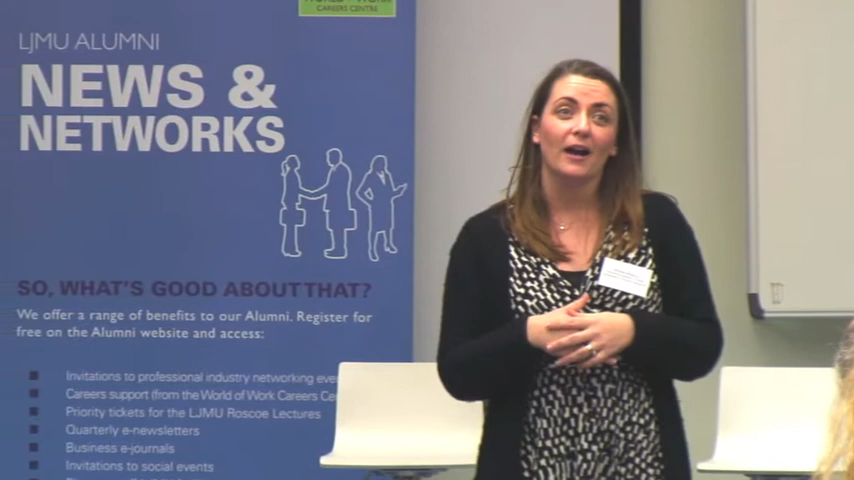 CAREERS CENTRE
LJMU ALUMNI
NEWS &
NETWORKS
SO, WHAT'S GOOD ABOUT THAT?
We offer a range of benefits to our Alumni. Register for
free on the Alumni website and access:
Invitations to professional industry networking
Careers support (from the World of Work Careers
Priority tickets for the LJMU Roscoe Lectures
Quarterly e-newsletters
Business e-journals
Invitations to social events